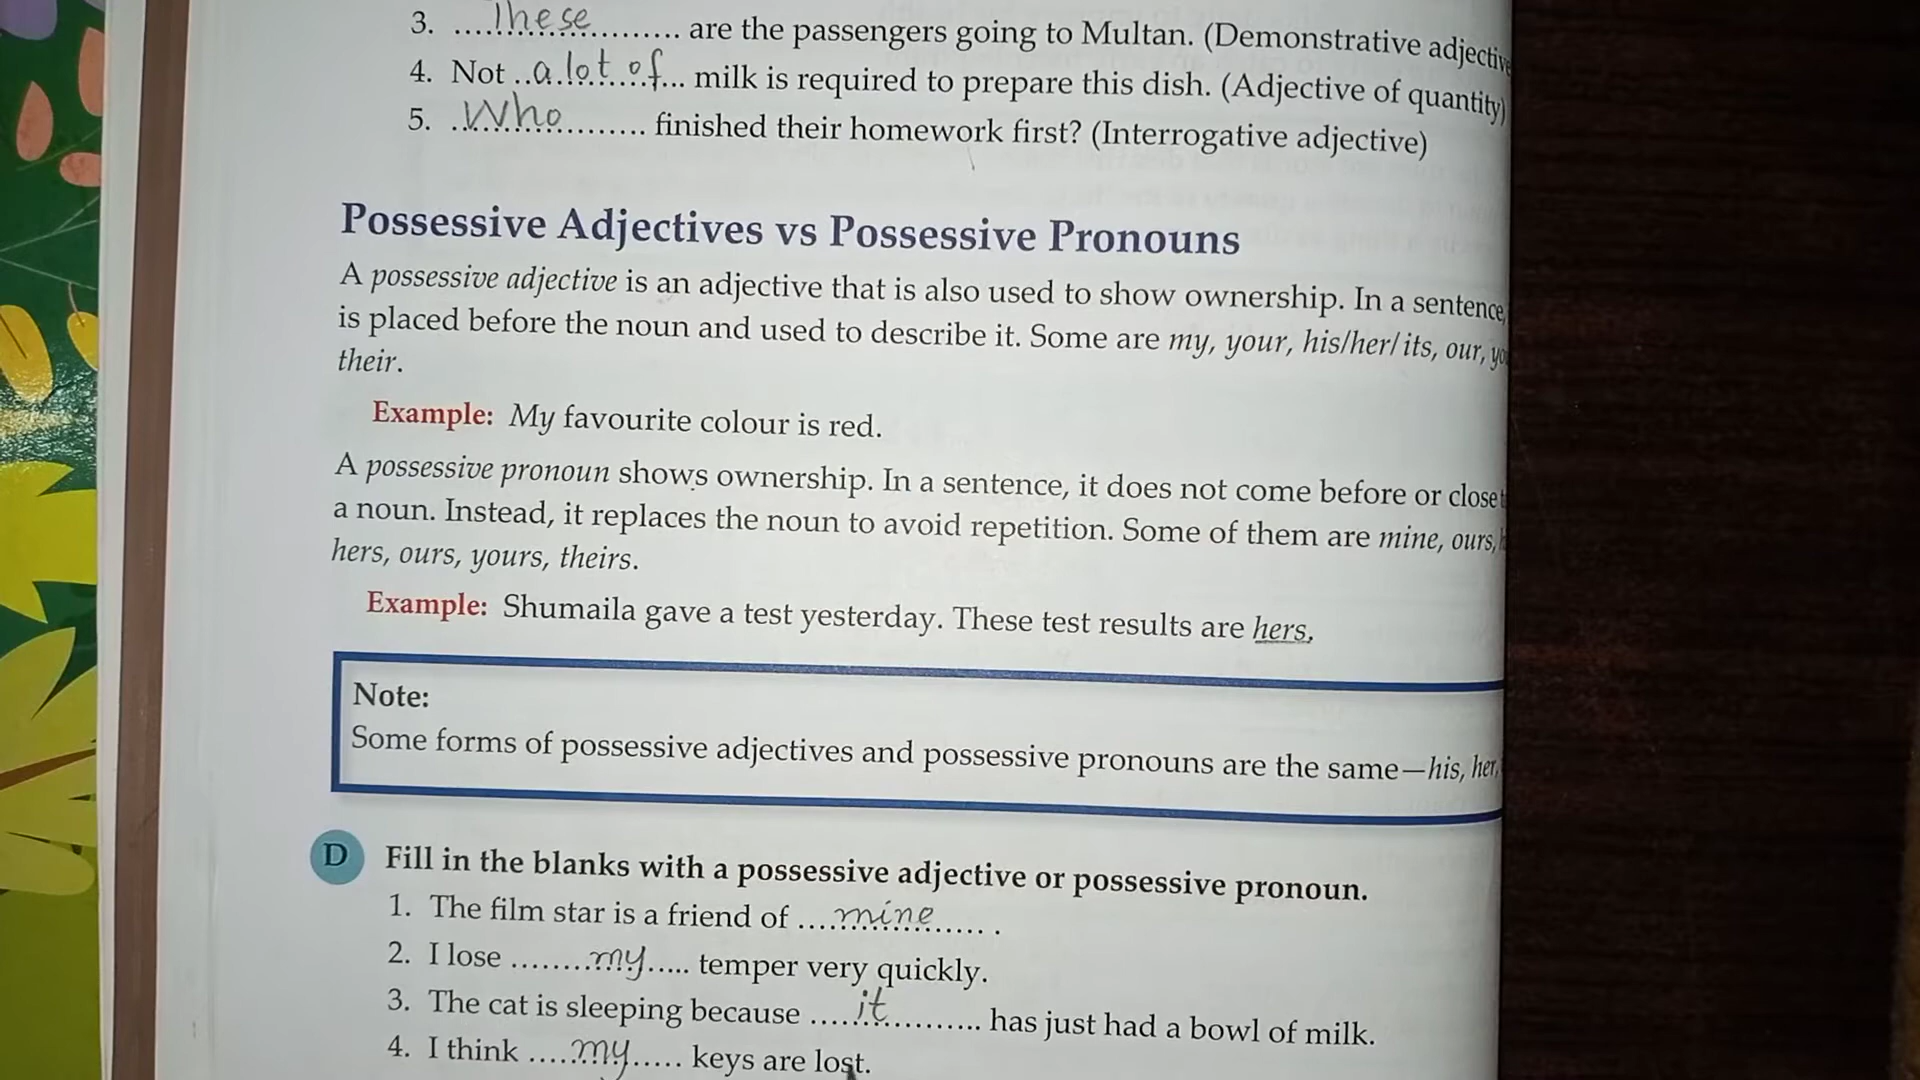 3. ....These.......... are the passengers going to Multan. (Demonstrative adjective
4. Not ..a lot of... milk is required to prepare this dish. (Adjective of quantity)
5. ..Who.......... finished their homework first? (Interrogative adjective)
Possessive Adjectives vs Possessive Pronouns
A possessive adjective is an adjective that is also used to show ownership. In a sentence,
is placed before the noun and used to describe it. Some are my, your, his/her/its, our,
their.
Example: My favourite colour is red.
A possessive pronoun shows ownership. In a sentence, it does not come before or close
a noun. Instead, it replaces the noun to avoid repetition. Some of them are mine, ours,
hers, ours, yours, theirs.
Example: Shumaila gave a test yesterday. These test results are hers.
Note:
Some forms of possessive adjectives and possessive pronouns are the same—his, her,
D Fill in the blanks with a possessive adjective or possessive pronoun.
1. The film star is a friend of ...mine...... .
2. I lose ........my..... temper very quickly.
3. The cat is sleeping because .....it.......... has just had a bowl of milk.
4. I think ....my..... keys are lost.